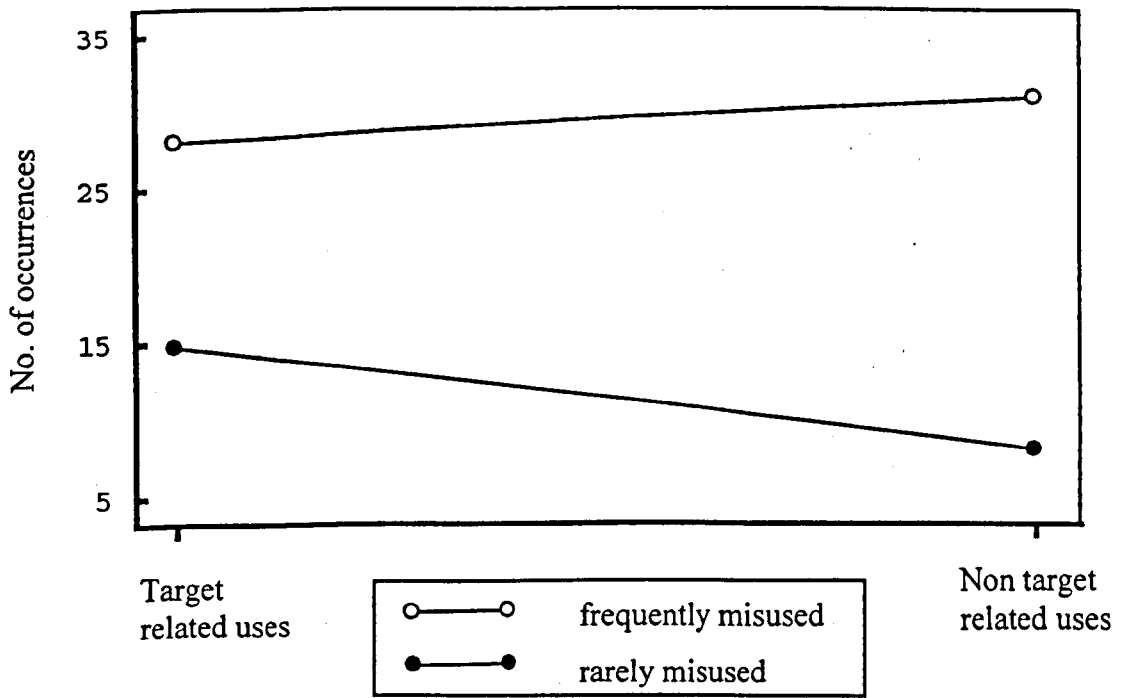 35
25
15
5
No. of occurrences
Target
related uses
Non target
related uses
frequently misused
rarely misused